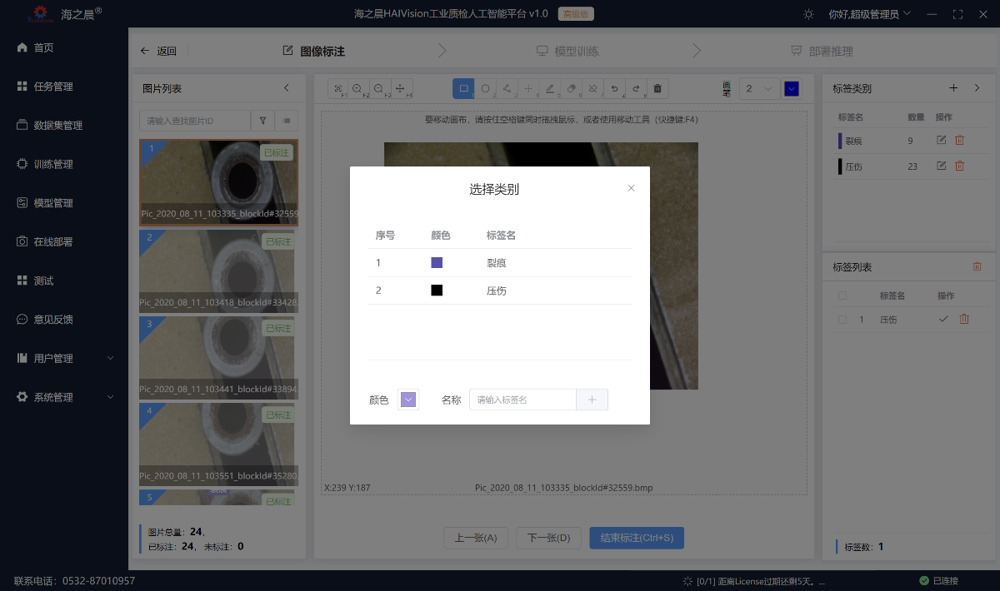 海之晨®
海之晨HAIVision工业质检人工智能平台 v1.0 高级版
你好,超级管理员
首页
任务管理
数据集管理
训练管理
模型管理
在线部署
测试
意见反馈
用户管理
系统管理
返回
图像标注
模型训练
部署推理
图片列表
请输入查找图片ID
1
已标注
Pic_2020_08_11_103335_blockId#32559
2
已标注
Pic_2020_08_11_103418_blockId#33428.
3
已标注
Pic_2020_08_11_103441_blockId#33894.
4
已标注
Pic_2020_08_11_103551_blockId#35280.
5
裂痕
已标注
图片总量: 24,
已标注: 24, 未标注: 0
F1 F2 F3 F4
画笔 2
要移动画布，请按住空格键同时拖拽鼠标，或者使用移动工具（快捷键:F4）
选择类别
序号 颜色 标签名
1 裂痕
2 压伤
颜色 名称 请输入标签名
X:239 Y:187
Pic_2020_08_11_103335_blockId#32559.bmp
上一张(A) 下一张(D) 结束标注(Ctrl+S)
标签类别
标签名 数量 操作
裂痕 9
压伤 23
标签列表
标签名 操作
1 压伤
标签数: 1
联系电话: 0532-87010957
[0/1] 距离License过期还剩5天。...
已连接